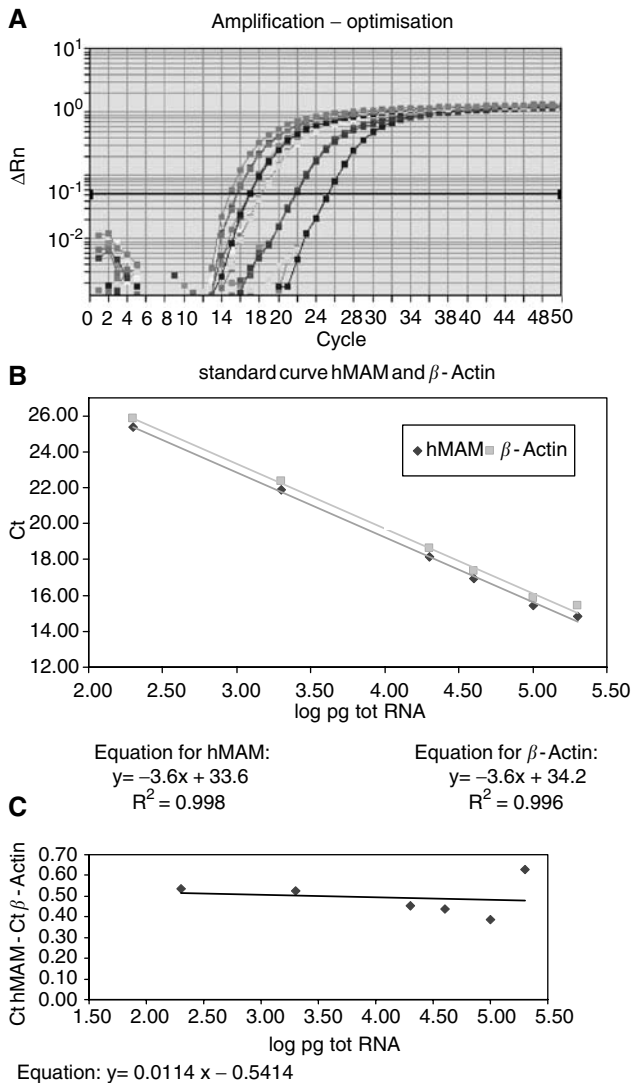 A
Amplification – optimisation
10^1
10^0
10^-1
10^-2
ΔRn
0 2 4 6 8 10 14 18 20 24 28 30 34 38 40 44 48 50
Cycle
B
standard curve hMAM and β-Actin
26.00
24.00
22.00
20.00
18.00
16.00
14.00
12.00
Ct
hMAM β-Actin
2.00 2.50 3.00 3.50 4.00 4.50 5.00 5.50
log pg tot RNA
Equation for hMAM:
y= –3.6x + 33.6
R² = 0.998
Equation for β-Actin:
y= –3.6x + 34.2
R² = 0.996
C
0.70
0.60
0.50
0.40
0.30
0.20
0.10
0.00
Ct hMAM - Ct β-Actin
1.50 2.00 2.50 3.00 3.50 4.00 4.50 5.00 5.50
log pg tot RNA
Equation: y= 0.0114 x – 0.5414